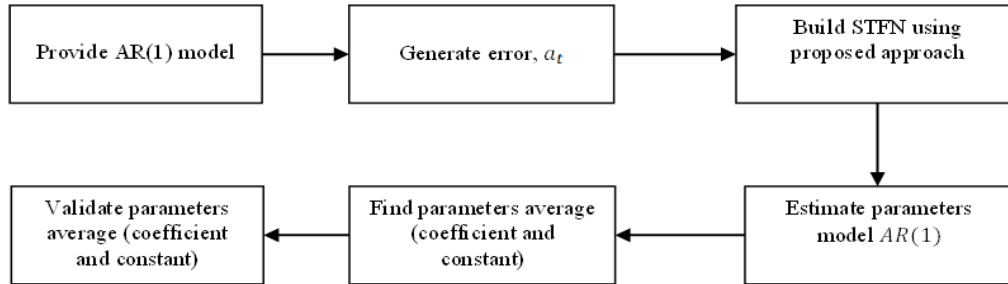 Provide AR(1) model
Generate error, a_t
Build STFN using
proposed approach
Estimate parameters
model AR(1)
Find parameters average
(coefficient and
constant)
Validate parameters
average (coefficient
and constant)